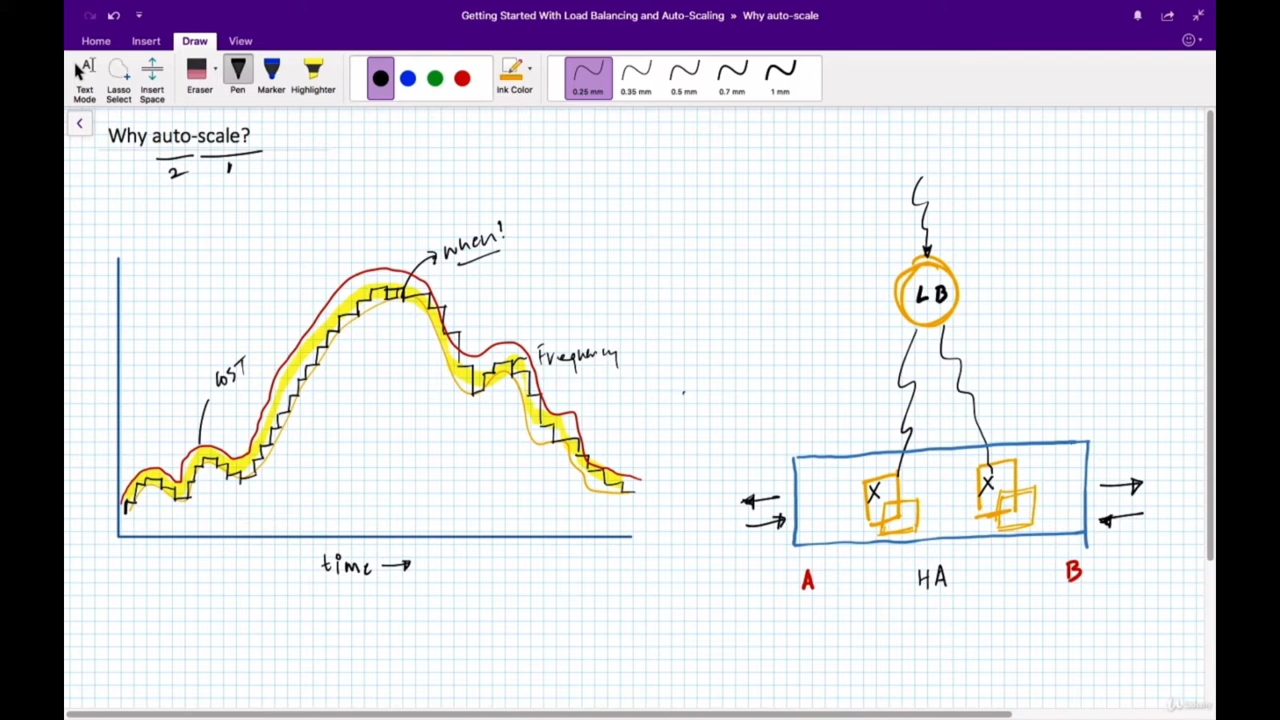 Getting Started With Load Balancing and Auto-Scaling » Why auto-scale
Home Insert Draw View
Text Mode
Lasso Select
Insert Space
Eraser
Pen
Marker
Highlighter
Ink Color
0.25 mm
0.35 mm
0.5 mm
0.7 mm
1 mm
Why auto-scale?
2 1
when?
COST
Frequency
time
LB
X X
A HA B